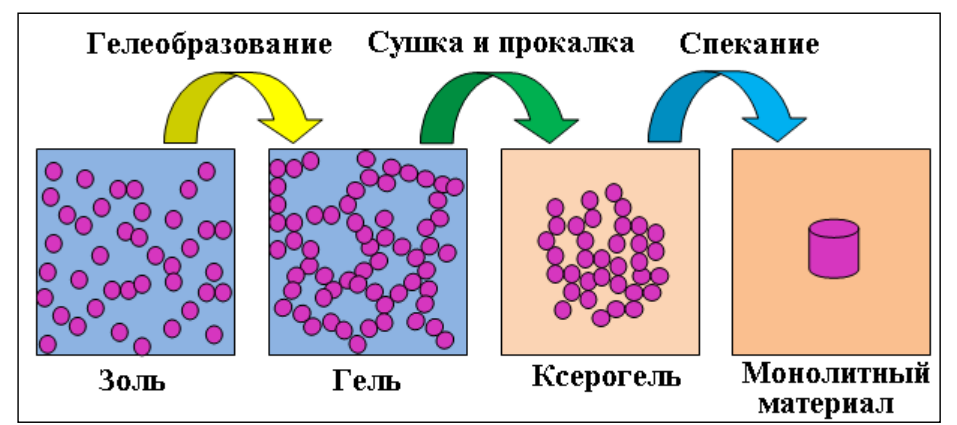 Гелеобразование
Сушка и прокалка
Спекание
Золь
Гель
Ксерогель
Монолитный
материал